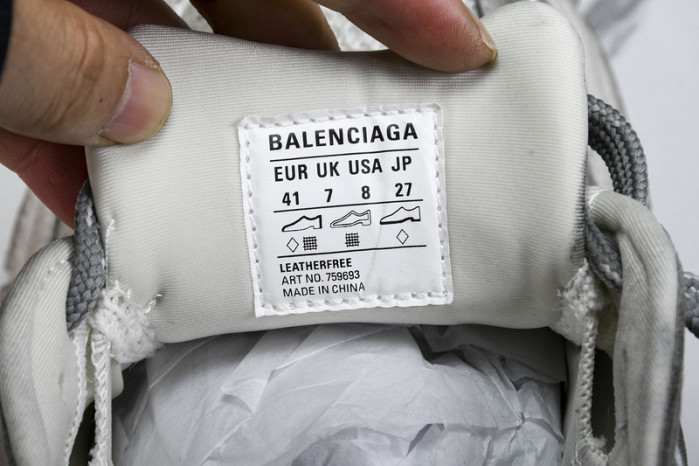 BALENCIAGA
EUR UK USA JP
41 7 8 27
LEATHERFREE
ART NO. 759693
MADE IN CHINA